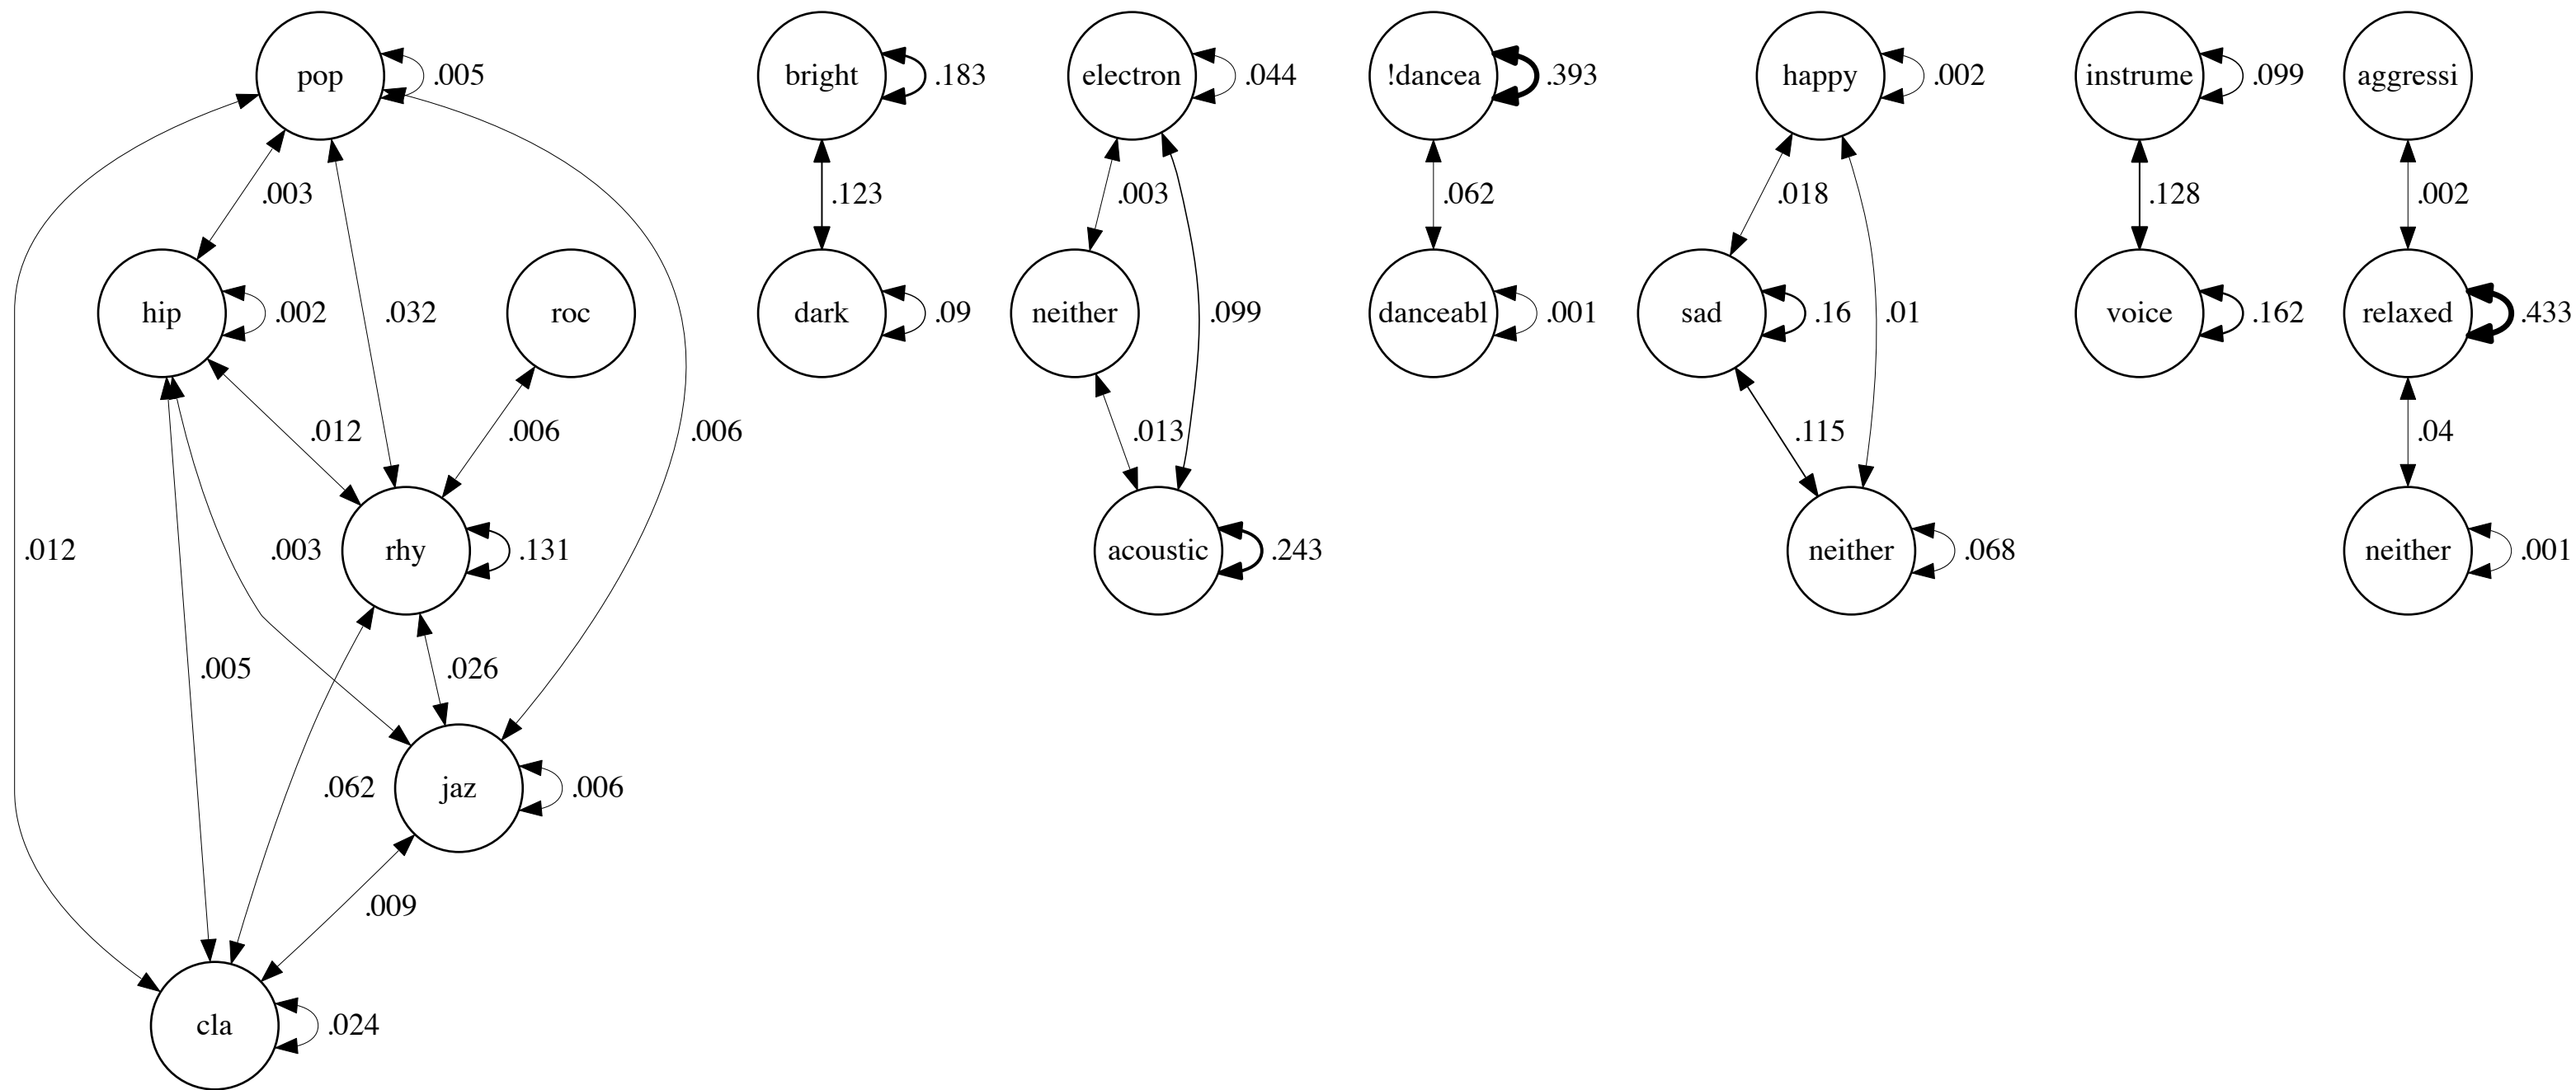 pop
.005
bright
.183
electron
.044
!dancea
.393
happy
.002
instrume
.099
aggressi
.003
.123
.003
.062
.018
.128
.002
hip
.002
.032
roc
dark
.09
neither
.099
danceabl
.001
sad
.16
.01
voice
.162
relaxed
.433
.012
.006
.006
.013
.115
.04
.012
.003
rhy
.131
acoustic
.243
neither
.068
neither
.001
.005
.026
.062
jaz
.006
.009
cla
.024